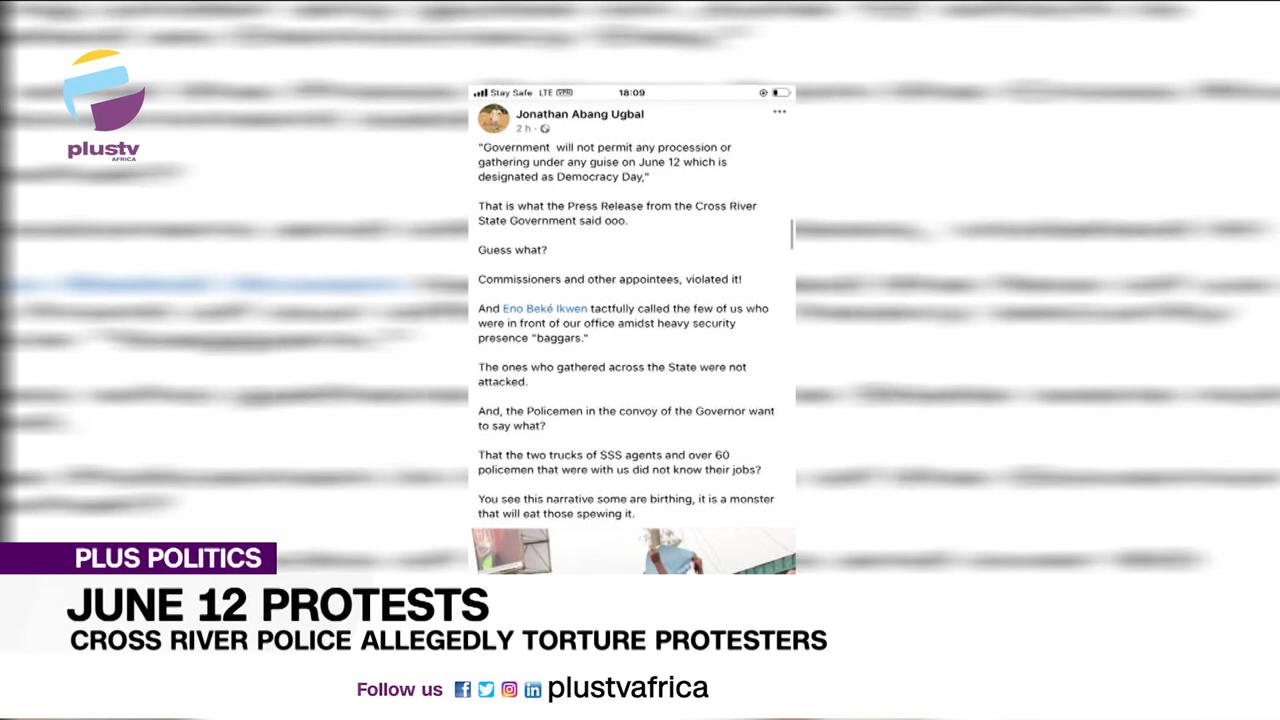 plustv
AFRICA
Stay Safe LTE VPN 18:09
Jonathan Abang Ugbal
2 h ·
"Government will not permit any procession or
gathering under any guise on June 12 which is
designated as Democracy Day,"
That is what the Press Release from the Cross River
State Government said ooo.
Guess what?
Commissioners and other appointees, violated it!
And Eno Beké Ikwen tactfully called the few of us who
were in front of our office amidst heavy security
presence "baggars."
The ones who gathered across the State were not
attacked.
And, the Policemen in the convoy of the Governor want
to say what?
That the two trucks of SSS agents and over 60
policemen that were with us did not know their jobs?
You see this narrative some are birthing, it is a monster
that will eat those spewing it.
PLUS POLITICS
JUNE 12 PROTESTS
CROSS RIVER POLICE ALLEGEDLY TORTURE PROTESTERS
Follow us plustvafrica